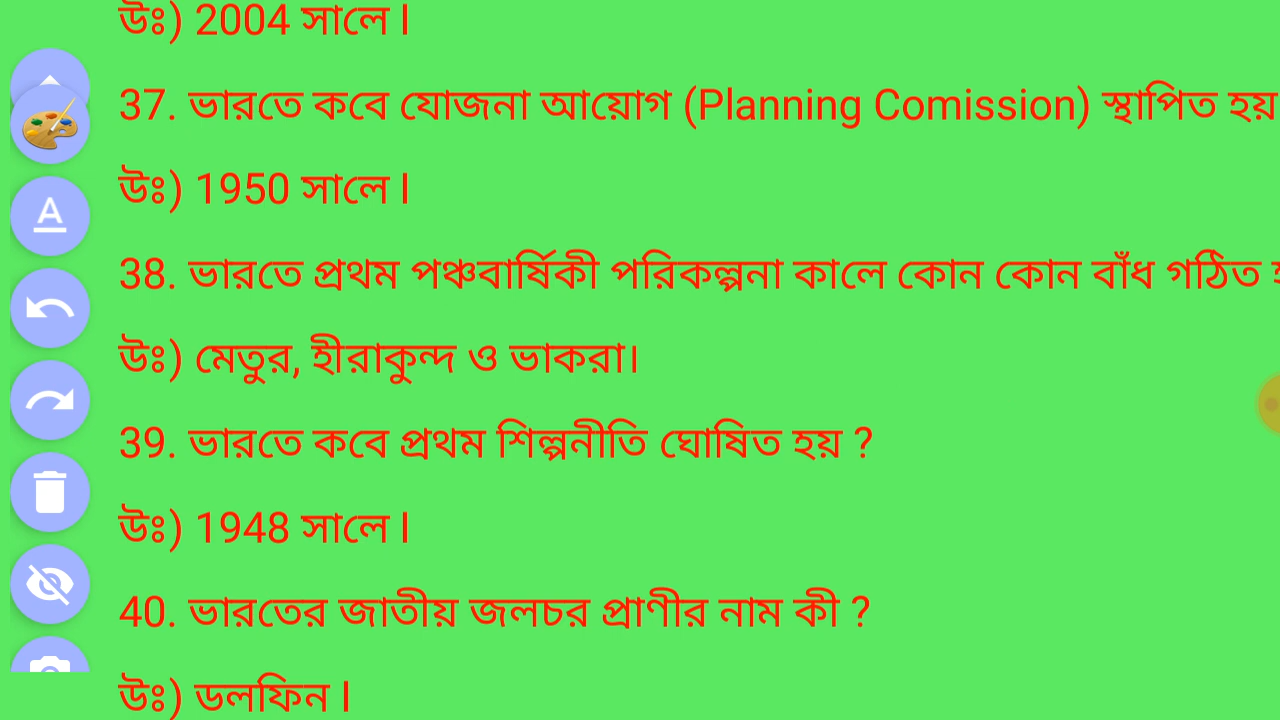 উঃ) 2004 সালে l
37. ভারতে কবে যোজনা আয়োগ (Planning Comission) স্থাপিত হয়
উঃ) 1950 সালে l
38. ভারতে প্রথম পঞ্চবার্ষিকী পরিকল্পনা কালে কোন কোন বাঁধ গঠিত
উঃ) মেতুর, হীরাকুন্দ ও ভাকরা।
39. ভারতে কবে প্রথম শিল্পনীতি ঘোষিত হয় ?
উঃ) 1948 সালে l
40. ভারতের জাতীয় জলচর প্রাণীর নাম কী ?
উঃ) ডলফিন l